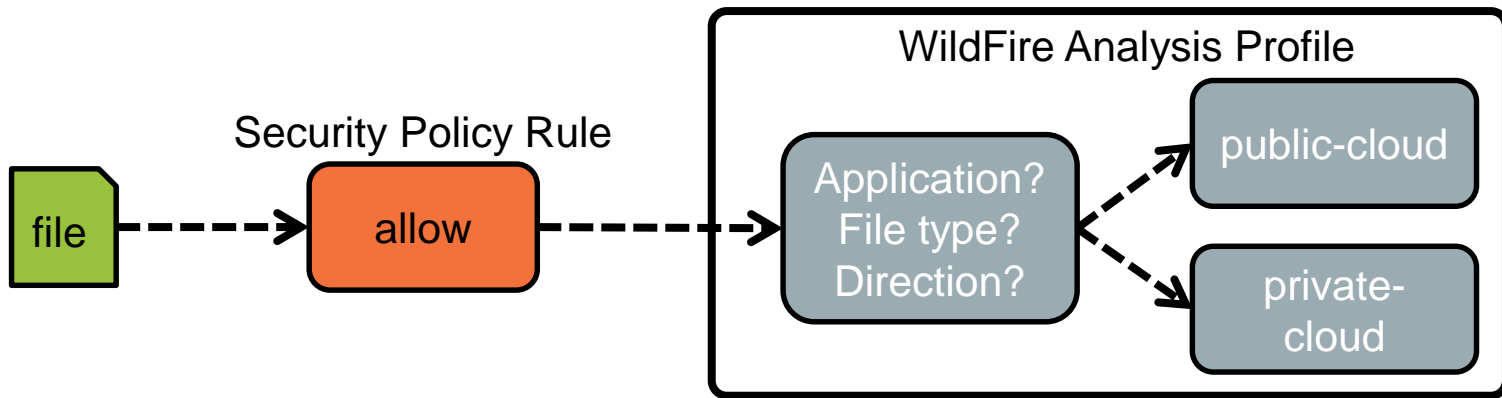 WildFire Analysis Profile
Security Policy Rule
file
allow
Application?
File type?
Direction?
public-cloud
private-
cloud